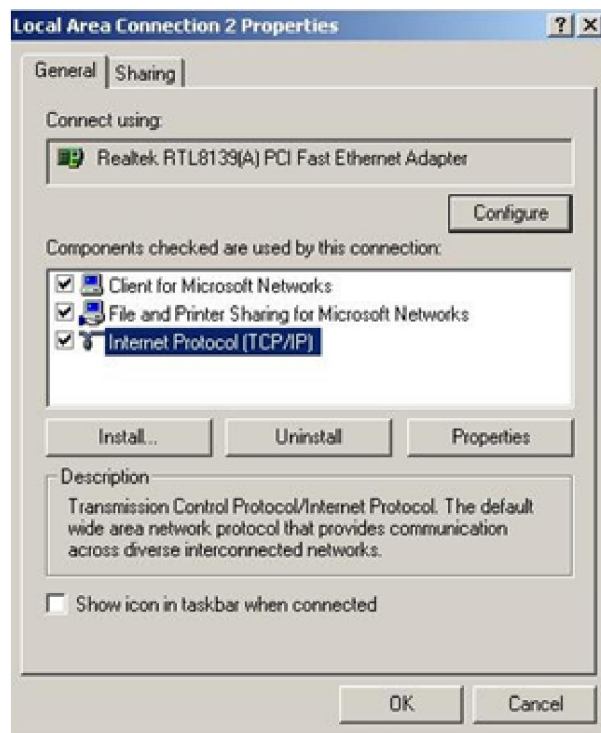 Local Area Connection 2 Properties
General
Sharing
Connect using:
Realtek RTL8139(A) PCI Fast Ethernet Adapter
Configure
Components checked are used by this connection:
Client for Microsoft Networks
File and Printer Sharing for Microsoft Networks
Internet Protocol (TCP/IP)
Install...
Uninstall
Properties
Description
Transmission Control Protocol/Internet Protocol. The default
wide area network protocol that provides communication
across diverse interconnected networks.
Show icon in taskbar when connected
OK
Cancel